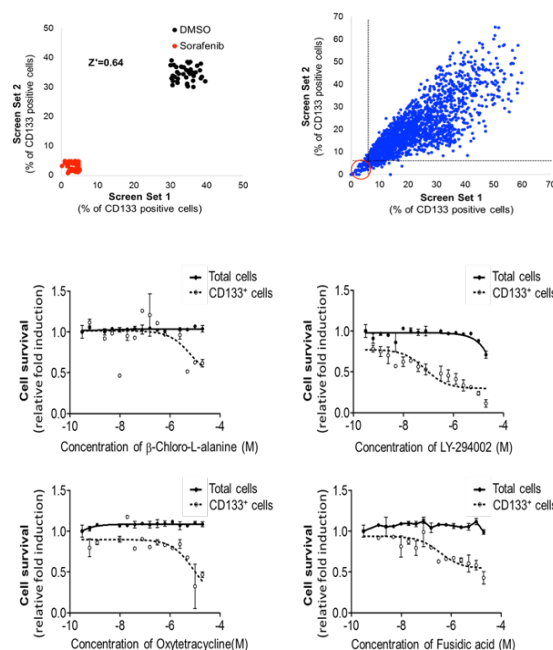 DMSO
Sorafenib
Z'=0.64
Screen Set 2
(% of CD133 positive cells)
50
40
30
20
10
0
0 10 20 30 40 50
Screen Set 1
(% of CD133 positive cells)
Screen Set 2
(% of CD133 positive cells)
70
60
50
40
30
20
10
0
0 10 20 30 40 50 60 70
Screen Set 1
(% of CD133 positive cells)
Total cells
CD133+ cells
Cell survival
(relative fold induction)
1.5
1.0
0.5
0.0
-10 -8 -6 -4
Concentration of β-Chloro-L-alanine (M)
Total cells
CD133+ cells
Cell survival
(relative fold induction)
1.5
1.0
0.5
0.0
-10 -8 -6 -4
Concentration of LY-294002 (M)
Total cells
CD133+ cells
Cell survival
(relative fold induction)
1.5
1.0
0.5
0.0
-10 -8 -6 -4
Concentration of Oxytetracycline(M)
Total cells
CD133+ cells
Cell survival
(relative fold induction)
1.5
1.0
0.5
0.0
-10 -8 -6 -4
Concentration of Fusidic acid (M)